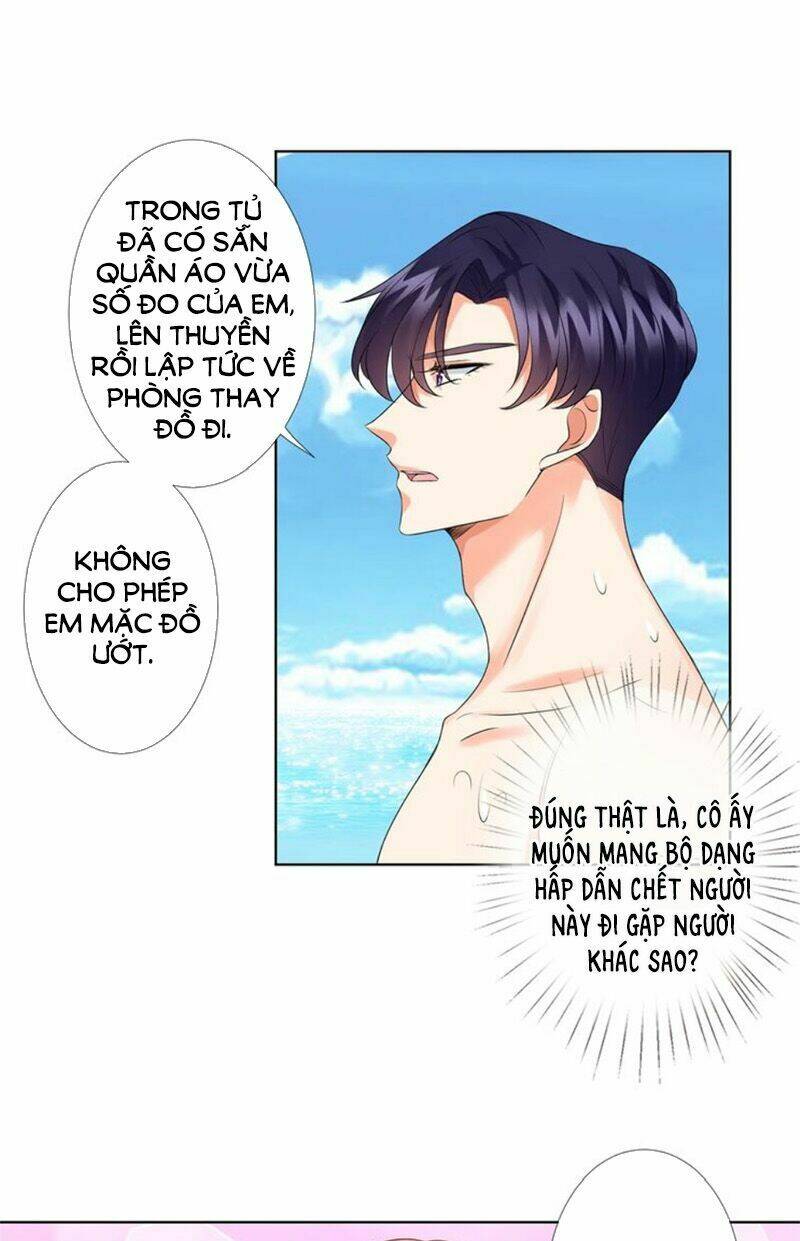 TRONG TỦ
ĐÃ CÓ SẴN
QUẦN ÁO VỪA
SỐ ĐO CỦA EM,
LÊN THUYỀN
RỒI LẬP TỨC VỀ
PHÒNG THAY
ĐỒ ĐI.
KHÔNG
CHO PHÉP
EM MẶC ĐỒ
ƯỚT.
ĐÚNG THẬT LÀ, CÔ ẤY
MUỐN MANG BỘ DẠNG
HẤP DẪN CHẾT NGƯỜI
NÀY ĐI GẶP NGƯỜI
KHÁC SAO?